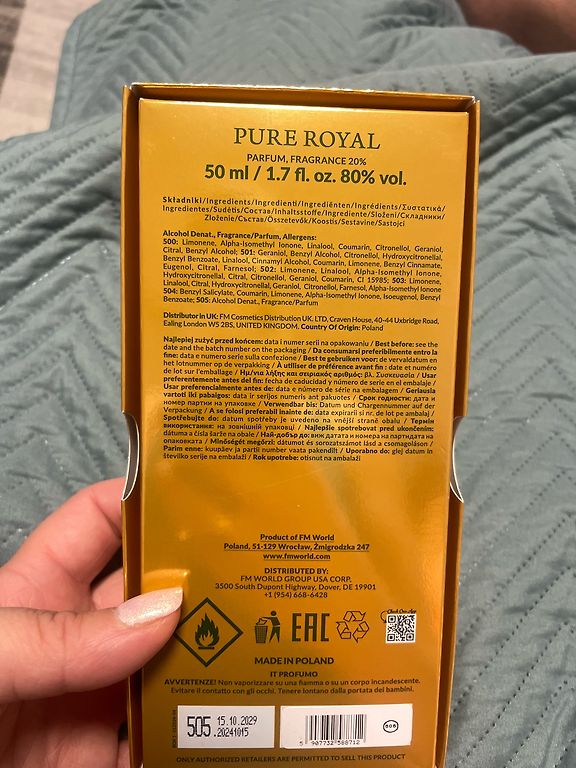 PURE ROYAL
PARFUM, FRAGRANCE 20%
50 ml / 1.7 fl. oz. 80% vol.
Składniki/Ingredients/Ingredienti/Ingrediënten/Ingrédients/Συστατικά/
Ingredientes/Sudėtis/Состав/Inhaltsstoffe/Ingrediente/Složení/Складники/
Zloženie/Състав/Összetevők/Koostis/Sestavine/Sastojci
Alcohol Denat., Fragrance/Parfum, Allergens:
500: Limonene, Alpha-Isomethyl Ionone, Linalool, Coumarin, Citronellol, Geraniol,
Citral, Benzyl Alcohol; 501: Geraniol, Benzyl Alcohol, Citronellol, Hydroxycitronellal,
Benzyl Benzoate, Linalool, Cinnamyl Alcohol, Coumarin, Limonene, Benzyl Cinnamate,
Eugenol, Citral, Farnesol; 502: Limonene, Linalool, Alpha-Isomethyl Ionone,
Hydroxycitronellal, Citral, Citronellol, Geraniol, Coumarin, CI 15985; 503: Limonene,
Linalool, Citral, Hydroxycitronellal, Geraniol, Citronellol, Farnesol, Alpha-Isomethyl Ionone
504: Benzyl Salicylate, Coumarin, Limonene, Alpha-Isomethyl Ionone, Isoeugenol, Benzyl
Benzoate; 505: Alcohol Denat., Fragrance/Parfum
Distributor in UK: FM Cosmetics Distribution UK. LTD, Craven House, 40-44 Uxbridge Road,
Ealing London W5 2BS, UNITED KINGDOM. Country Of Origin: Poland
Najlepiej zużyć przed końcem: data i numer serii na opakowaniu / Best before: see the
date and the batch number on the packaging / Da consumarsi preferibilmente entro la
fine: data e numero serie sulla confezione / Best te gebruiken voor: de vervaldatum en
het lotnummer op de verpakking / À utiliser de préférence avant fin : date et numéro
de lot sur l'emballage / Ημ/νία λήξης και σειριακός αριθμός: βλ. Συσκευασία / Usar
preferentemente antes del fin: fecha de caducidad y número de serie en el embalaje /
Usar preferencialmente antes de: data e número de série na embalagem / Geriausia
vartoti iki pabaigos: data ir serijos numeris ant pakuotės / Срок годности: дата и
номер партии на упаковке / Verwendbar bis: Datum und Chargennummer auf der
Verpackung / A se folosi preferabil înainte de: data expirarii si nr. de lot pe ambalaj /
Spotřebujte do: datum spotřeby je uvedeno na vnější straně obalu / Термін
використання: на зовнішній упаковці / Najlepšie spotrebovať pred ukončením:
dátuma a čísla šarže na obale / Най-добър до: виж датата и номера на партидата на
опаковката / Minőségét megőrzi: dátumot és sorozatszámot lásd a csomagoláson /
Parim enne: kuupäev ja partii number vaata pakendilt / Uporabno do: glej datum in
številko serije na embalaži / Rok upotrebe: otisnut na ambalaži
Product of FM World
Poland, 51-129 Wrocław, Żmigrodzka 247
www.fmworld.com
DISTRIBUTED BY:
FM WORLD GROUP USA CORP.
3500 South Dupont Highway, Dover, DE 19901
+1 (954) 668-6428
Check Our App
EAC
MADE IN POLAND
IT PROFUMO
AVVERTENZE! Non vaporizzare su una fiamma o su un corpo incandescente.
Evitare il contatto con gli occhi. Tenere lontano dalla portata dei bambini.
505 15.10.2029
20241015
5 907732 588712
505
ONLY AUTHORIZED RETAILERS ARE PERMITTED TO SELL THIS PRODUCT